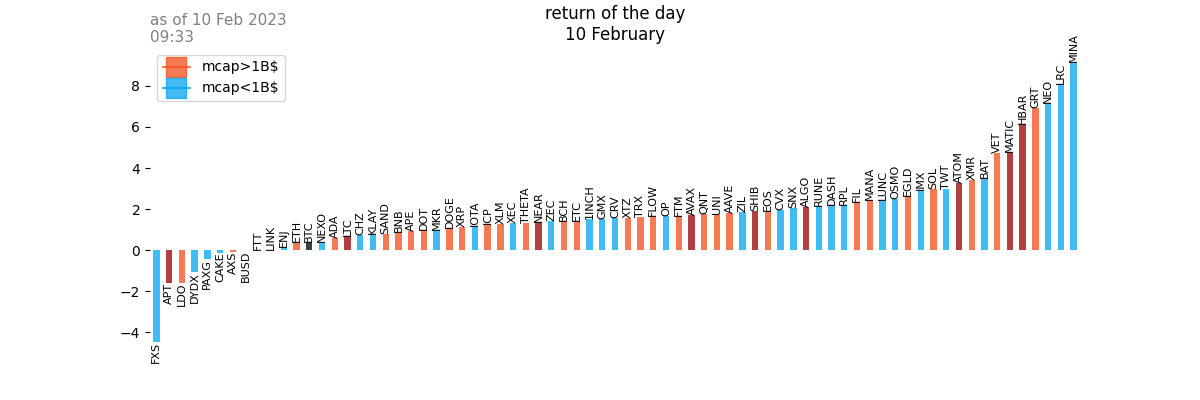 as of 10 Feb 2023
09:33
return of the day
10 February
mcap>1B$
mcap<1B$
8
6
4
2
0
−2
−4
FXS
APT
LDO
DYDX
PAXG
CAKE
AXS
BUSD
FTT
LINK
ENJ
ETH
BTC
NEXO
ADA
LTC
CHZ
KLAY
SAND
BNB
APE
DOT
MKR
DOGE
XRP
IOTA
ICP
XLM
XEC
THETA
NEAR
ZEC
BCH
ETC
1INCH
GMX
CRV
XTZ
TRX
FLOW
OP
FTM
AVAX
QNT
UNI
AAVE
ZIL
SHIB
EOS
CVX
SNX
ALGO
RUNE
DASH
RPL
FIL
MANA
LUNC
OSMO
EGLD
IMX
SOL
TWT
ATOM
XMR
BAT
VET
MATIC
HBAR
GRT
NEO
LRC
MINA